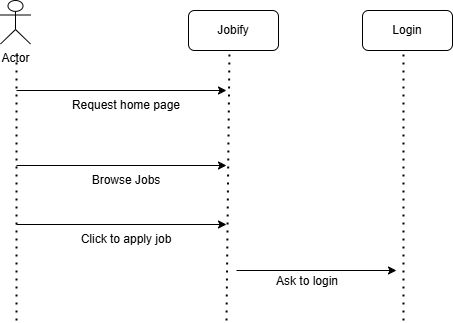 Jobify
Login
Actor
Request home page
Browse Jobs
Click to apply job
Ask to login